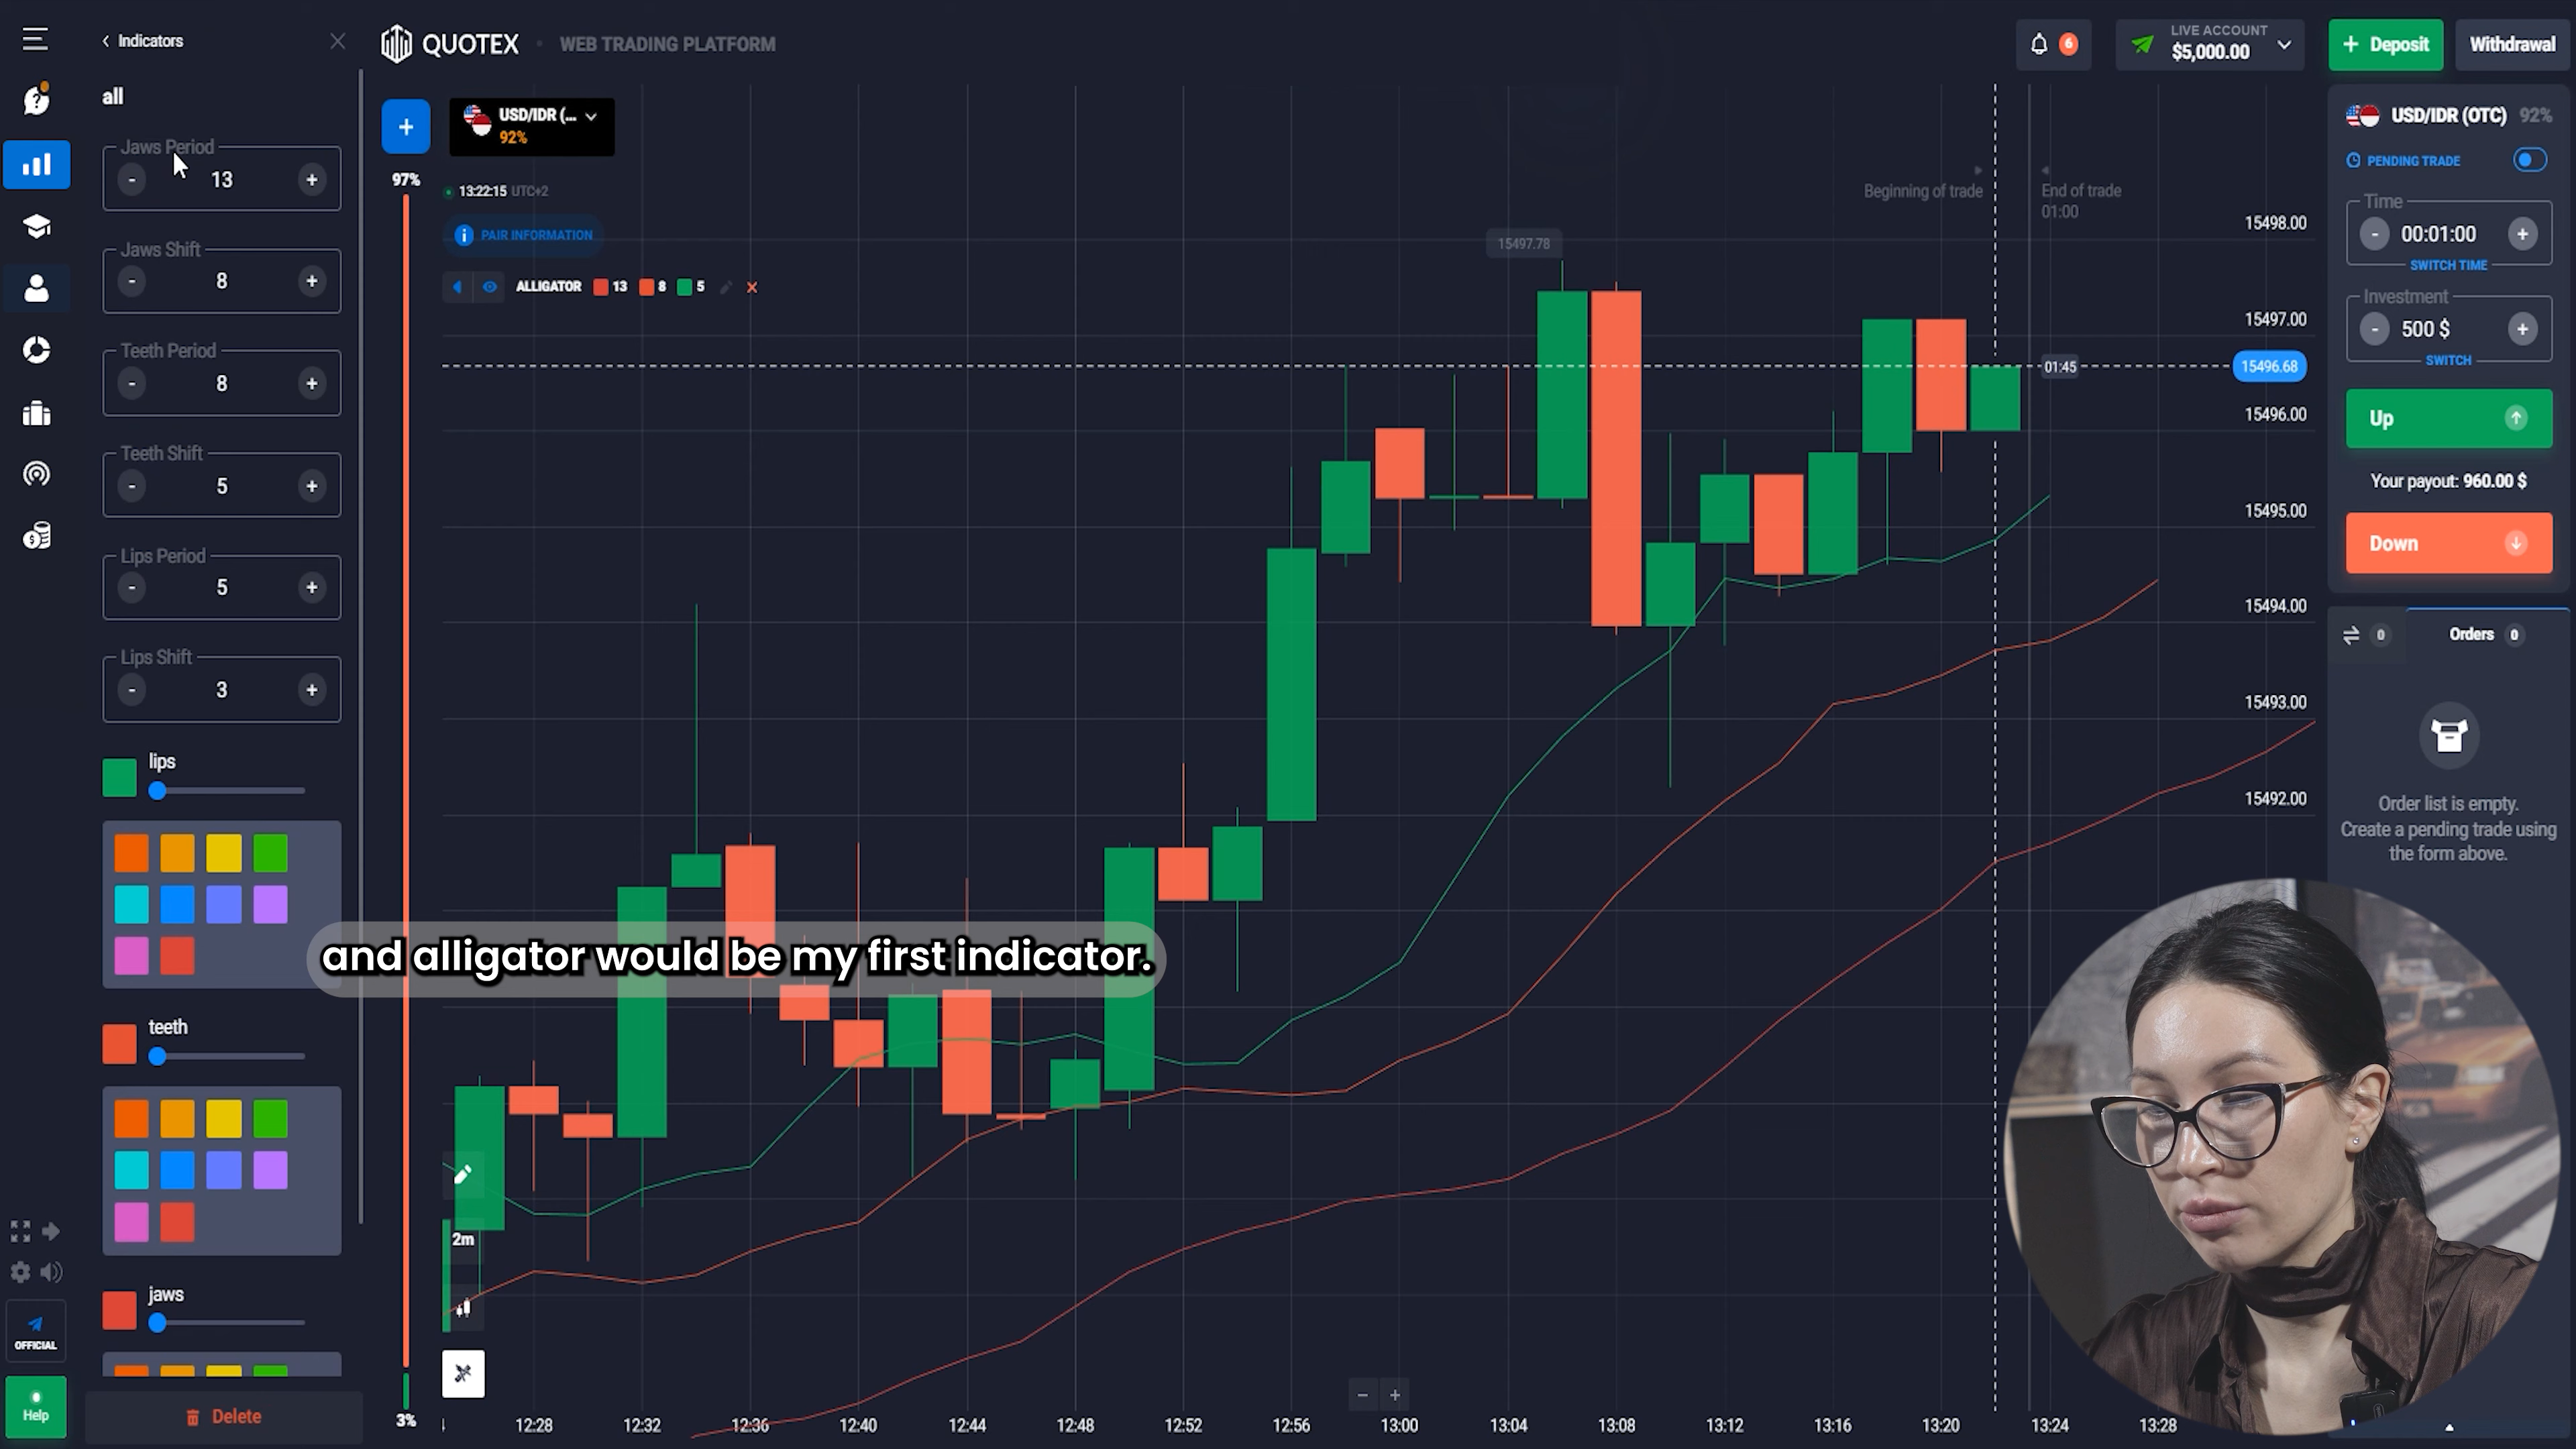 Indicators
QUOTEX
WEB TRADING PLATFORM
6
LIVE ACCOUNT
$5,000.00
+ Deposit
Withdrawal
all
Jaws Period
- 13 +
Jaws Shift
- 8 +
Teeth Period
- 8 +
Teeth Shift
- 5 +
Lips Period
- 5 +
Lips Shift
- 3 +
lips
teeth
jaws
Delete
OFFICIAL
Help
+
USD/IDR (...
92%
97%
13:22:15 UTC+2
PAIR INFORMATION
ALLIGATOR 13 8 5
15497.78
Beginning of trade
End of trade
01:00
15498.00
15497.00
01:45
15496.68
15496.00
15495.00
15494.00
15493.00
15492.00
and alligator would be my first indicator.
2m
3%
- +
12:28 12:32 12:36 12:40 12:44 12:48 12:52 12:56 13:00 13:04 13:08 13:12 13:16 13:20 13:24 13:28
USD/IDR (OTC) 92%
PENDING TRADE
Time
- 00:01:00 +
SWITCH TIME
Investment
- 500 $ +
SWITCH
Up
Your payout: 960.00 $
Down
0
Orders 0
Order list is empty.
Create a pending trade using
the form above.